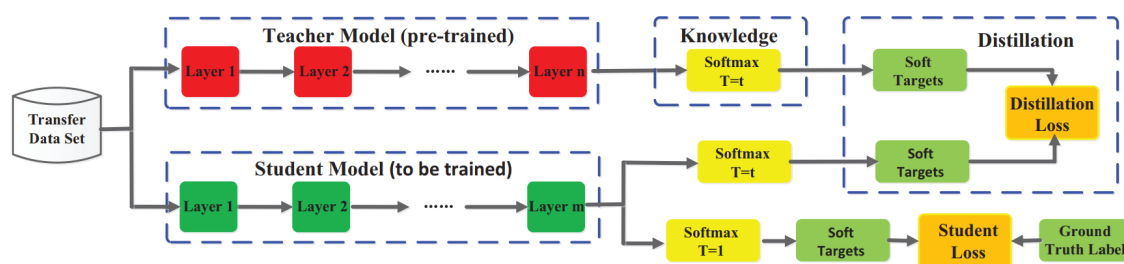 Transfer
Data Set
Teacher Model (pre-trained)
Layer 1
Layer 2
......
Layer n
Knowledge
Softmax
T=t
Distillation
Soft
Targets
Distillation
Loss
Student Model (to be trained)
Layer 1
Layer 2
......
Layer m
Softmax
T=t
Soft
Targets
Softmax
T=1
Soft
Targets
Student
Loss
Ground
Truth Label